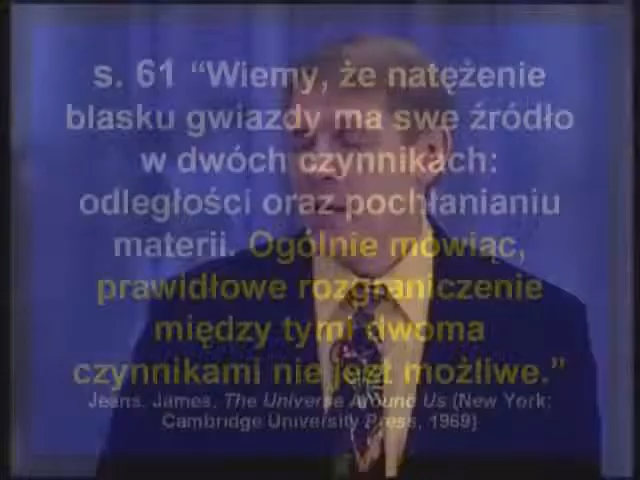 s. 61 “Wiemy, że natężenie
blasku gwiazdy ma swe źródło
w dwóch czynnikach:
odległości oraz pochłanianiu
materii. Ogólnie mówiąc,
prawidłowe rozgraniczenie
między tymi dwoma
czynnikami nie jest możliwe.”
Jeans, James, The Universe Around Us (New York:
Cambridge University Press, 1969)